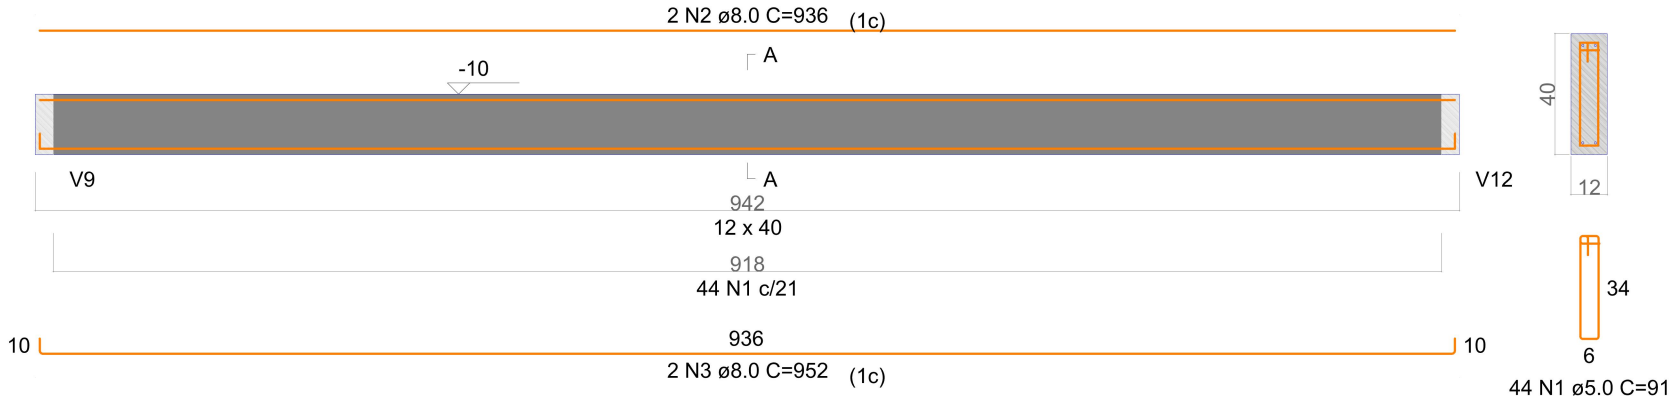 2 N2 ø8.0 C=936 (1c)
A
-10
40
A
V9
V12
12
942
12 x 40
918
44 N1 c/21
34
936
10
10
2 N3 ø8.0 C=952 (1c)
6
44 N1 ø5.0 C=91